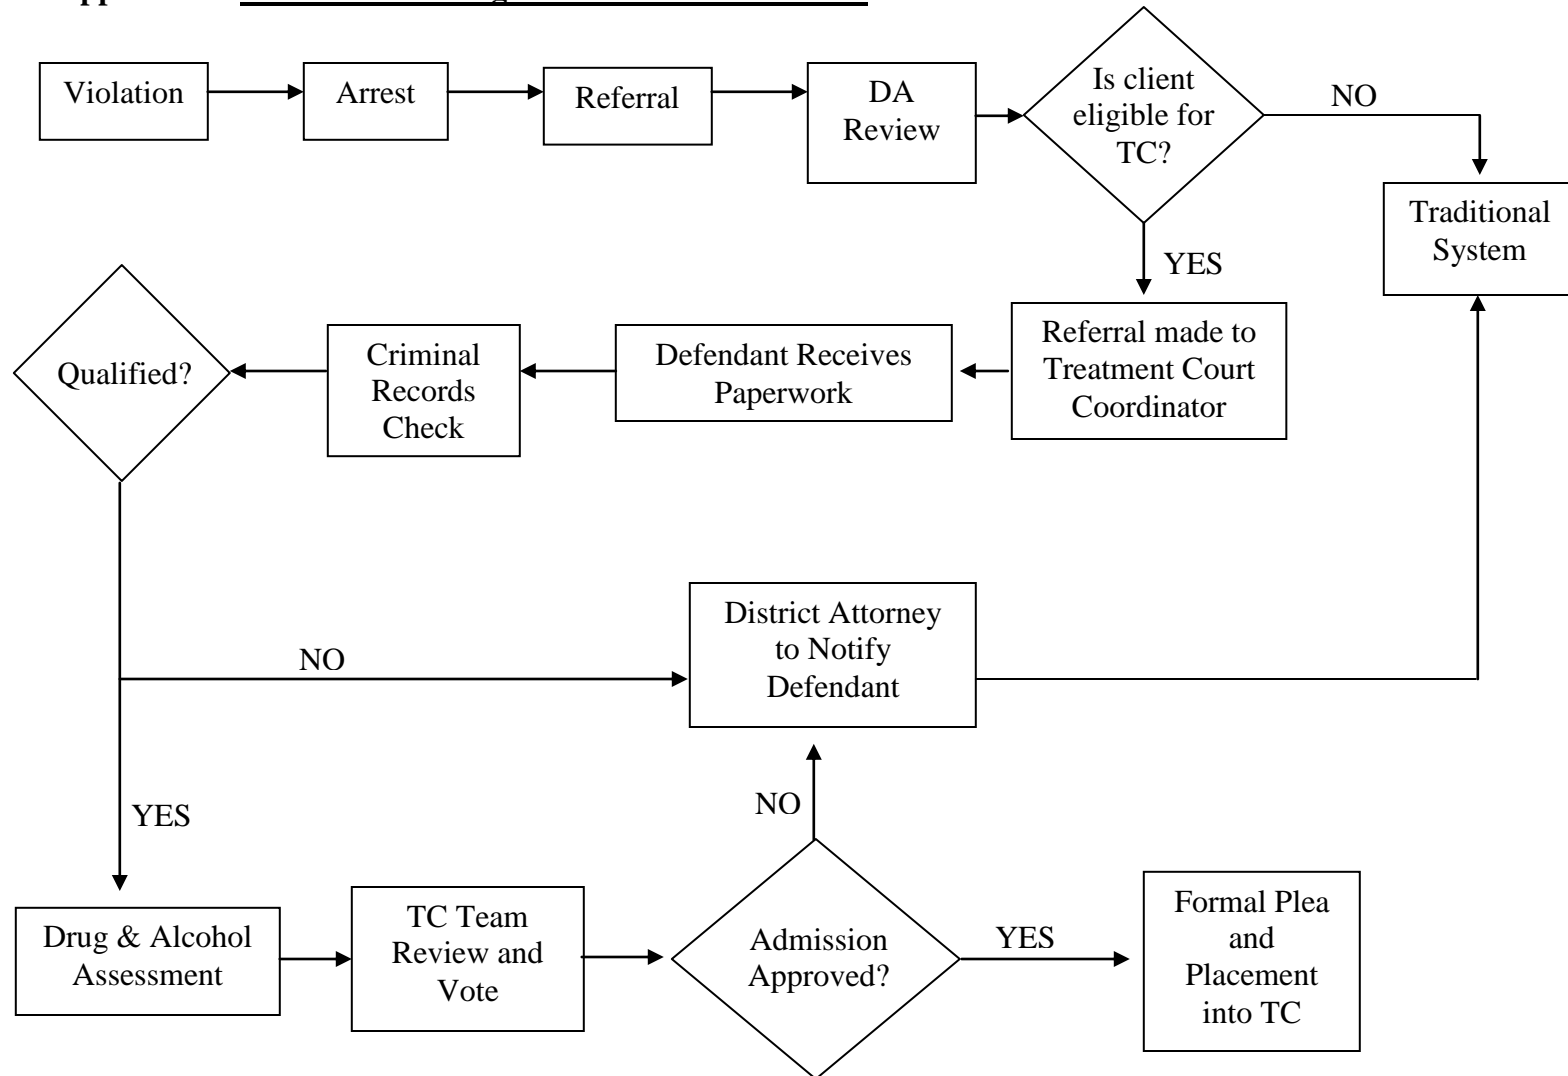 Violation
Arrest
Referral
DA
Review
Is client
eligible for
TC?
NO
Traditional
System
YES
Referral made to
Treatment Court
Coordinator
Defendant Receives
Paperwork
Criminal
Records
Check
Qualified?
NO
District Attorney
to Notify
Defendant
YES
Drug & Alcohol
Assessment
TC Team
Review and
Vote
NO
Admission
Approved?
YES
Formal Plea
and
Placement
into TC